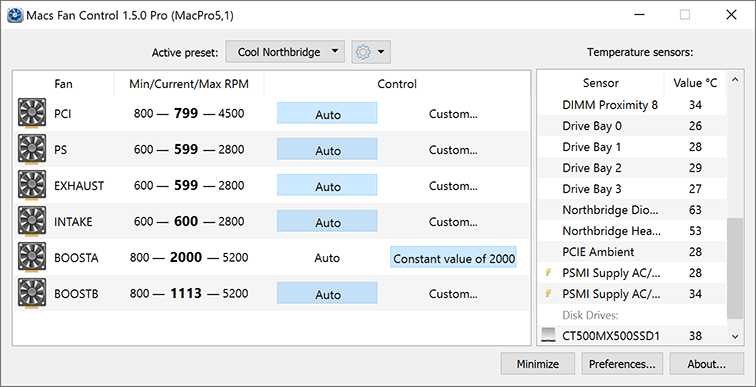 Macs Fan Control 1.5.0 Pro (MacPro5,1)
Active preset: Cool Northbridge
Temperature sensors:
Fan Min/Current/Max RPM Control
PCI 800 — 799 — 4500 Auto Custom...
PS 600 — 599 — 2800 Auto Custom...
EXHAUST 600 — 599 — 2800 Auto Custom...
INTAKE 600 — 600 — 2800 Auto Custom...
BOOSTA 800 — 2000 — 5200 Auto Constant value of 2000
BOOSTB 800 — 1113 — 5200 Auto Custom...
Sensor Value °C
DIMM Proximity 8 34
Drive Bay 0 26
Drive Bay 1 28
Drive Bay 2 29
Drive Bay 3 27
Northbridge Dio... 63
Northbridge Hea... 53
PCIE Ambient 28
PSMI Supply AC/... 28
PSMI Supply AC/... 34
Disk Drives:
CT500MX500SSD1 38
Minimize Preferences... About...